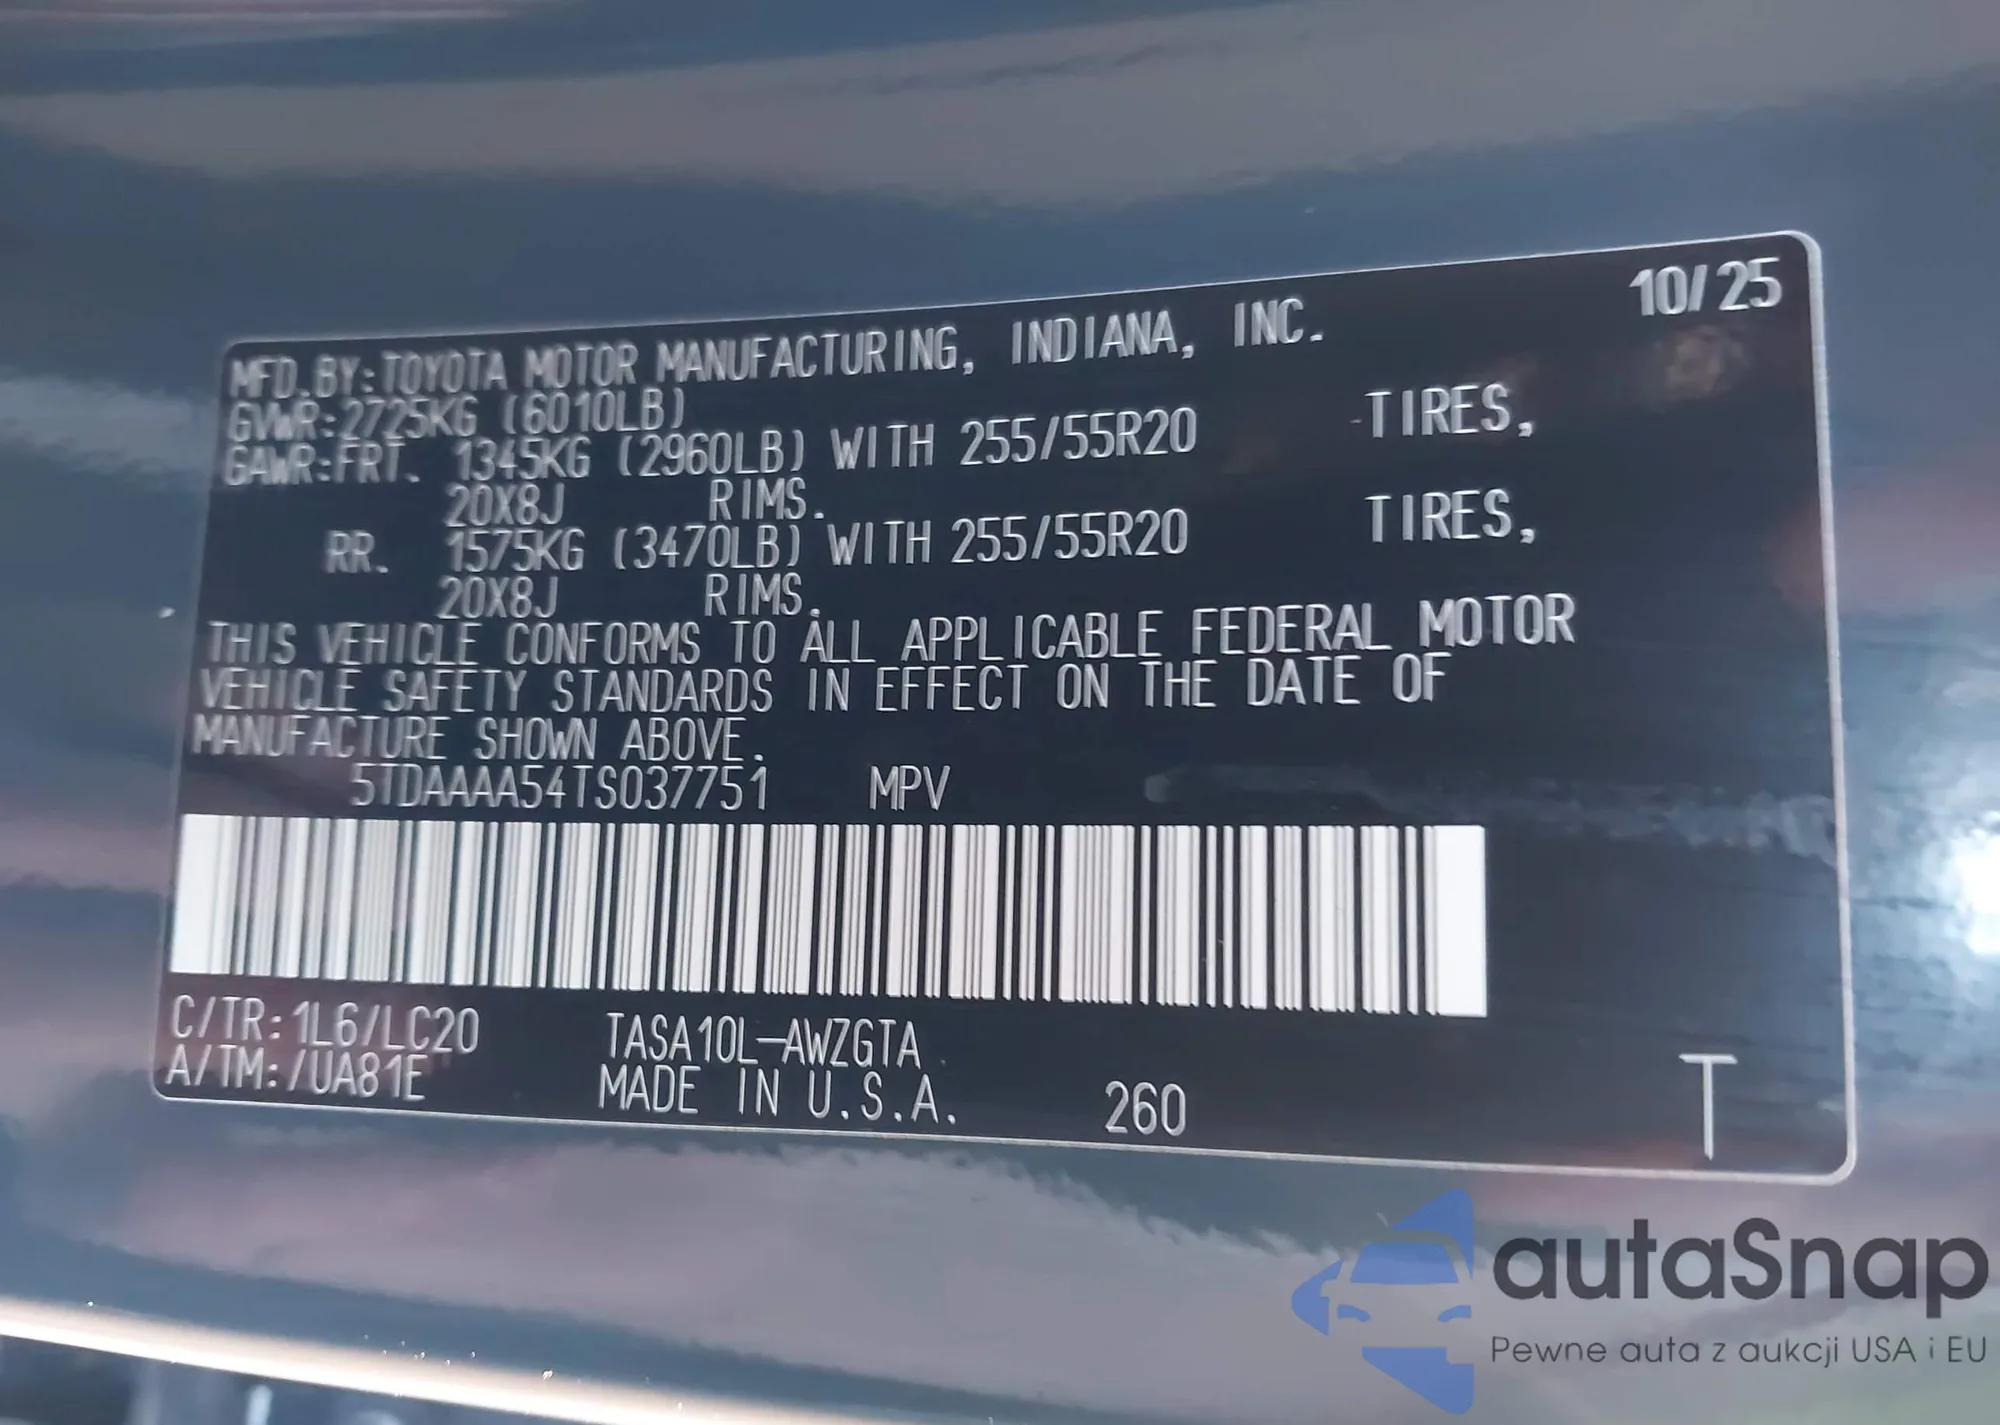 10/25
MFD.BY:TOYOTA MOTOR MANUFACTURING, INDIANA, INC.
GVWR:2725KG (6010LB)
GAWR:FRT. 1345KG (2960LB) WITH 255/55R20 TIRES,
20X8J RIMS.
RR. 1575KG (3470LB) WITH 255/55R20 TIRES,
20X8J RIMS.
THIS VEHICLE CONFORMS TO ALL APPLICABLE FEDERAL MOTOR
VEHICLE SAFETY STANDARDS IN EFFECT ON THE DATE OF
MANUFACTURE SHOWN ABOVE.
5TDAAAA54TS037751 MPV
C/TR:1L6/LC20 TASA10L-AWZGTA
A/TM:/UA81E MADE IN U.S.A. 260 T
autaSnap
Pewne auta z aukcji USA i EU